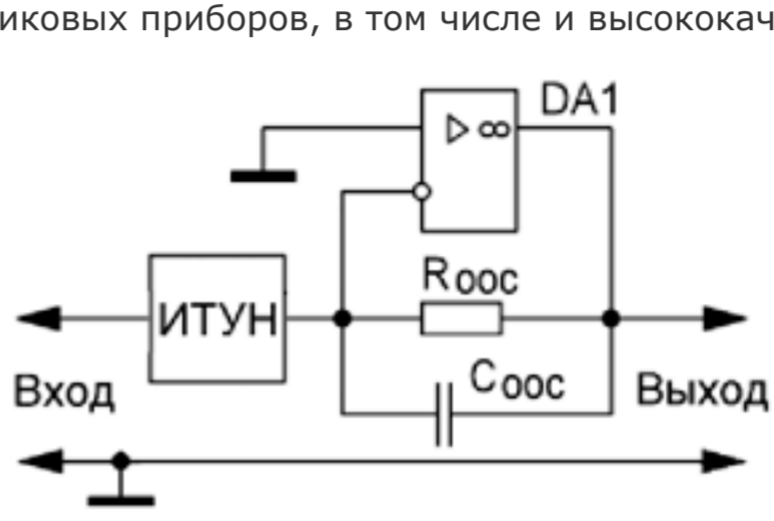 иковых приборов, в том числе и высококач
DA1
▷ ∞
Rоос
ИТУН
Cоос
Вход
Выход